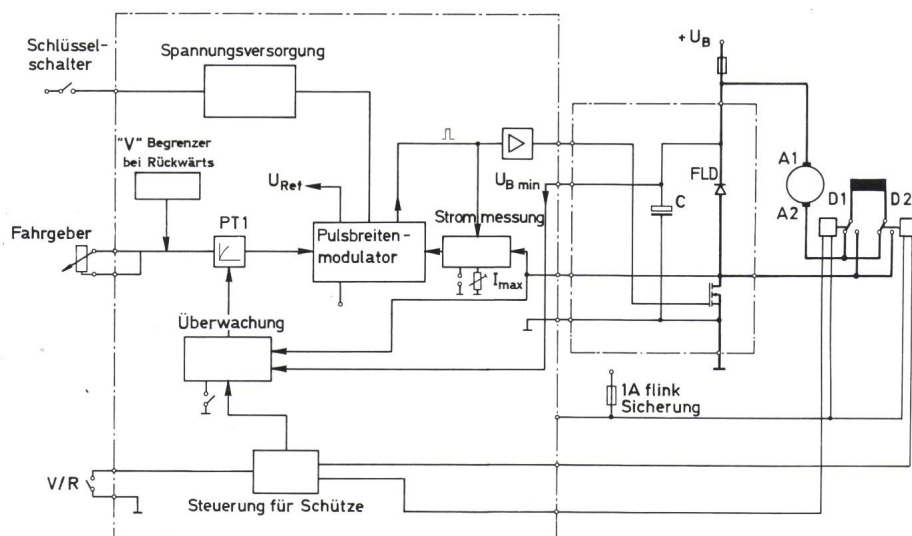 Schlüssel-
schalter
Spannungsversorgung
+ U_B
"V" Begrenzer
bei Rückwärts
U_Ref
U_B min
FLD
A1
A2
D1
D2
C
Fahrgeber
PT1
Pulsbreiten-
modulator
Strommessung
I_max
Überwachung
1A flink
Sicherung
V/R
Steuerung für Schütze